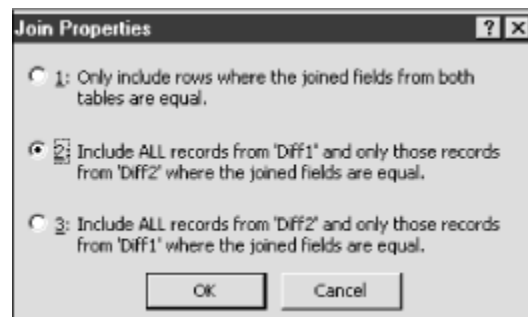 Join Properties ? ×
1: Only include rows where the joined fields from both
tables are equal.
2: Include ALL records from 'Diff1' and only those records
from 'Diff2' where the joined fields are equal.
3: Include ALL records from 'Diff2' and only those records
from 'Diff1' where the joined fields are equal.
OK Cancel